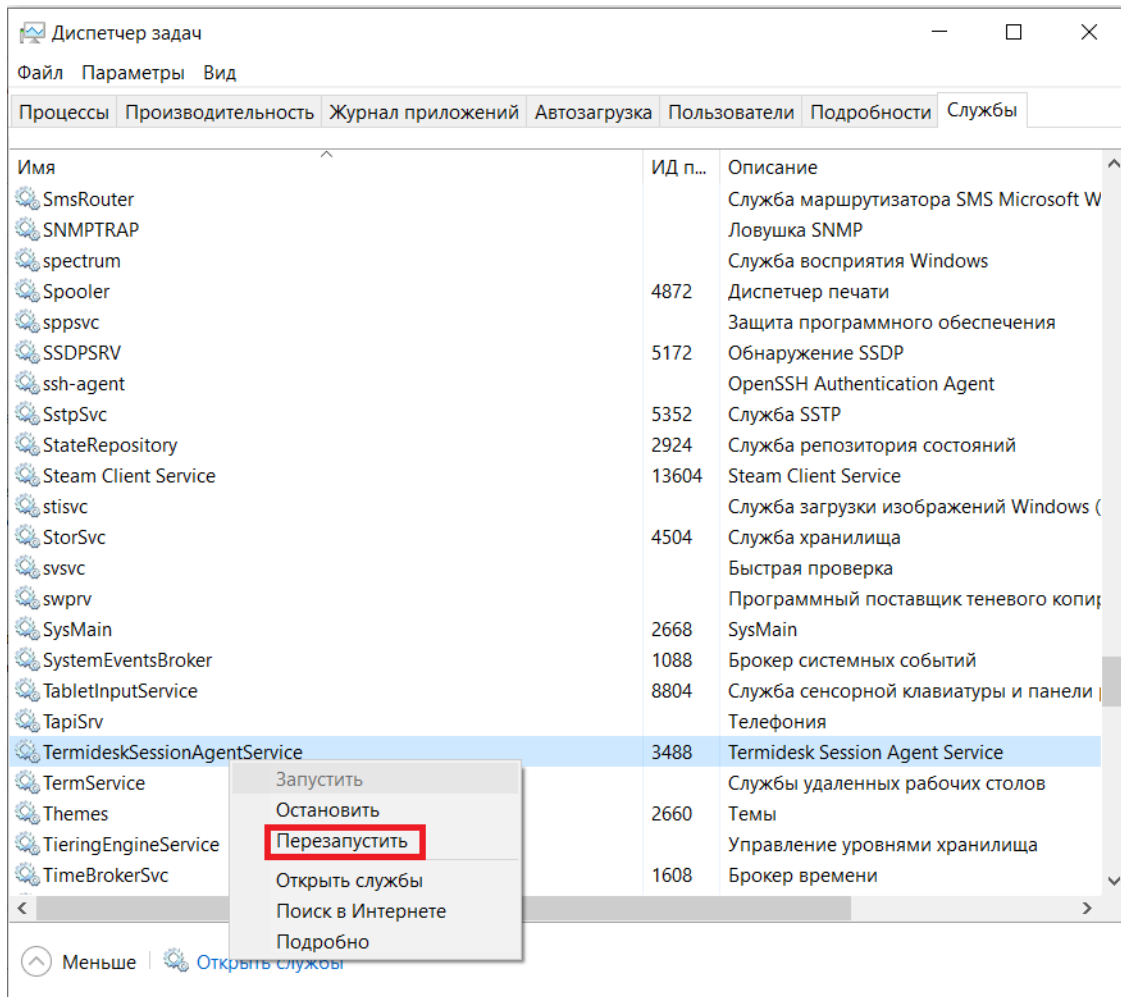 Диспетчер задач
Файл Параметры Вид
Процессы Производительность Журнал приложений Автозагрузка Пользователи Подробности Службы
Имя ИД п... Описание
SmsRouter Служба маршрутизатора SMS Microsoft W
SNMPTRAP Ловушка SNMP
spectrum Служба восприятия Windows
Spooler 4872 Диспетчер печати
sppsvc Защита программного обеспечения
SSDPSRV 5172 Обнаружение SSDP
ssh-agent OpenSSH Authentication Agent
SstpSvc 5352 Служба SSTP
StateRepository 2924 Служба репозитория состояний
Steam Client Service 13604 Steam Client Service
stisvc Служба загрузки изображений Windows (
StorSvc 4504 Служба хранилища
svsvc Быстрая проверка
swprv Программный поставщик теневого копир
SysMain 2668 SysMain
SystemEventsBroker 1088 Брокер системных событий
TabletInputService 8804 Служба сенсорной клавиатуры и панели
TapiSrv Телефония
TermideskSessionAgentService 3488 Termidesk Session Agent Service
TermService Службы удаленных рабочих столов
Themes 2660 Темы
TieringEngineService Управление уровнями хранилища
TimeBrokerSvc 1608 Брокер времени
Запустить
Остановить
Перезапустить
Открыть службы
Поиск в Интернете
Подробно
Меньше Открыть службы